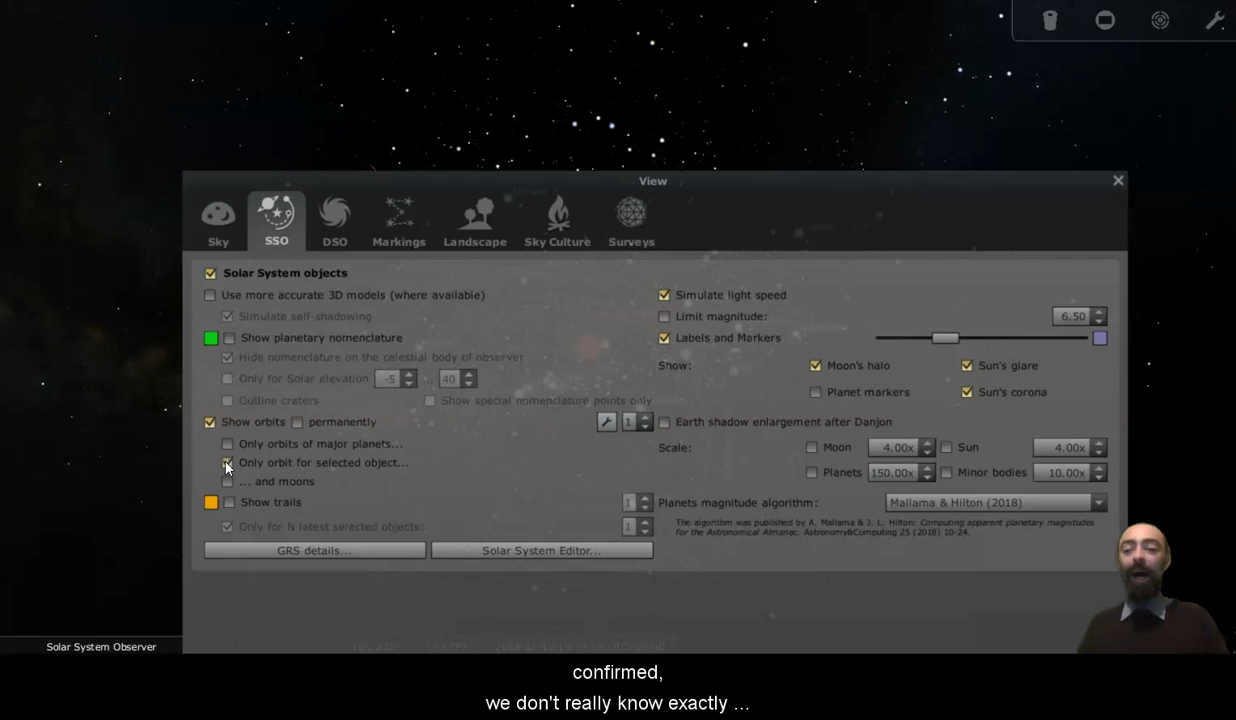 View
Sky
SSO
DSO
Markings
Landscape
Sky Culture
Surveys
Solar System objects
Use more accurate 3D models (where available)
Simulate self-shadowing
Show planetary nomenclature
Hide nomenclature on the celestial body of observer
Only for Solar elevation -5 ... 40
Outline craters
Show special nomenclature points only
Show orbits permanently 1
Only orbits of major planets...
Only orbit for selected object...
... and moons
Show trails 1
Only for N latest selected objects: 1
GRS details...
Solar System Editor...
Simulate light speed
Limit magnitude: 6.50
Labels and Markers
Show: Moon's halo Sun's glare
Planet markers Sun's corona
Earth shadow enlargement after Danjon
Scale: Moon 4.00x Sun 4.00x
Planets 150.00x Minor bodies 10.00x
Planets magnitude algorithm: Mallama & Hilton (2018)
The algorithm was published by A. Mallama & J. L. Hilton: Computing apparent planetary magnitudes
for the Astronomical Almanac. Astronomy&Computing 25 (2018) 10-24.
Solar System Observer
confirmed,
we don't really know exactly ...